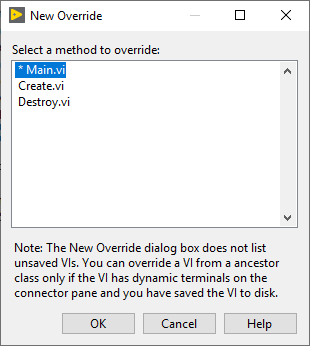 New Override
Select a method to override:
* Main.vi
Create.vi
Destroy.vi
Note: The New Override dialog box does not list
unsaved VIs. You can override a VI from a ancestor
class only if the VI has dynamic terminals on the
connector pane and you have saved the VI to disk.
OK
Cancel
Help